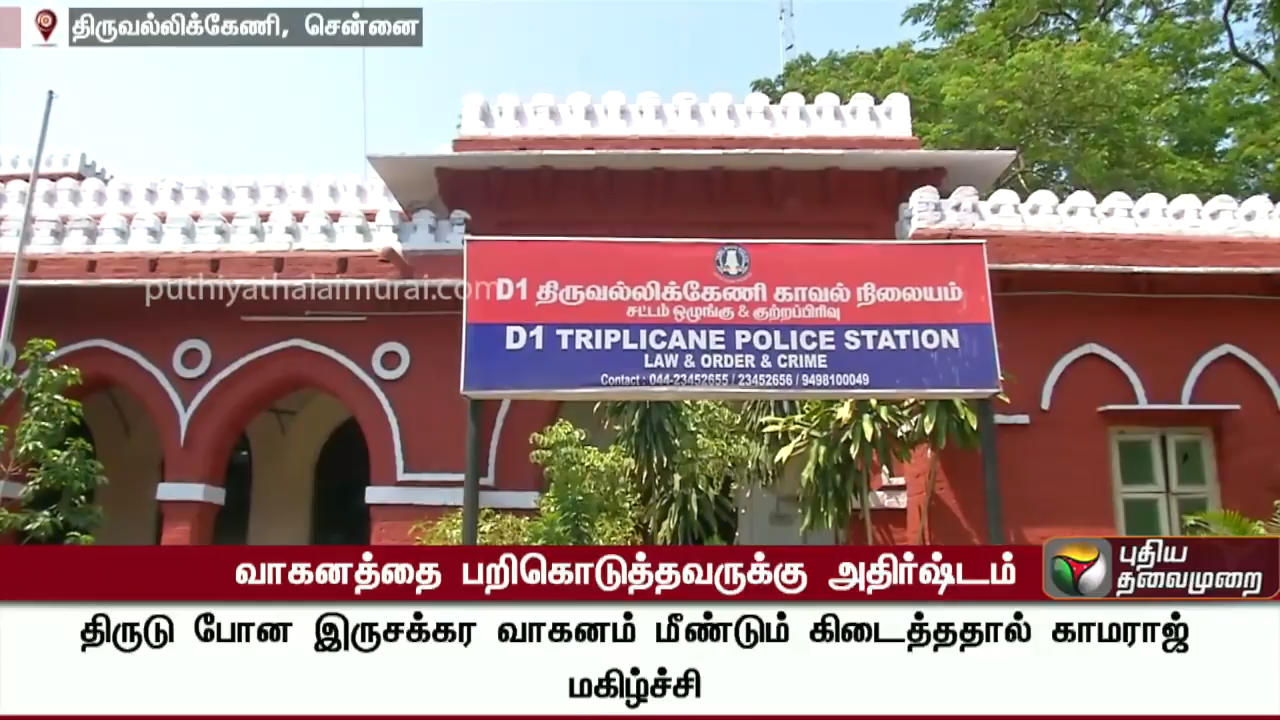 திருவல்லிக்கேணி, சென்னை
puthiyathalaimurai.com
D1 திருவல்லிக்கேணி காவல் நிலையம்
சட்டம் ஒழுங்கு & குற்றப்பிரிவு
D1 TRIPLICANE POLICE STATION
LAW & ORDER & CRIME
Contact : 044-23452655 / 23452656 / 9498100049
வாகனத்தை பறிகொடுத்தவருக்கு அதிர்ஷ்டம்
புதிய
தலைமுறை
திருடு போன இருசக்கர வாகனம் மீண்டும் கிடைத்ததால் காமராஜ்
மகிழ்ச்சி